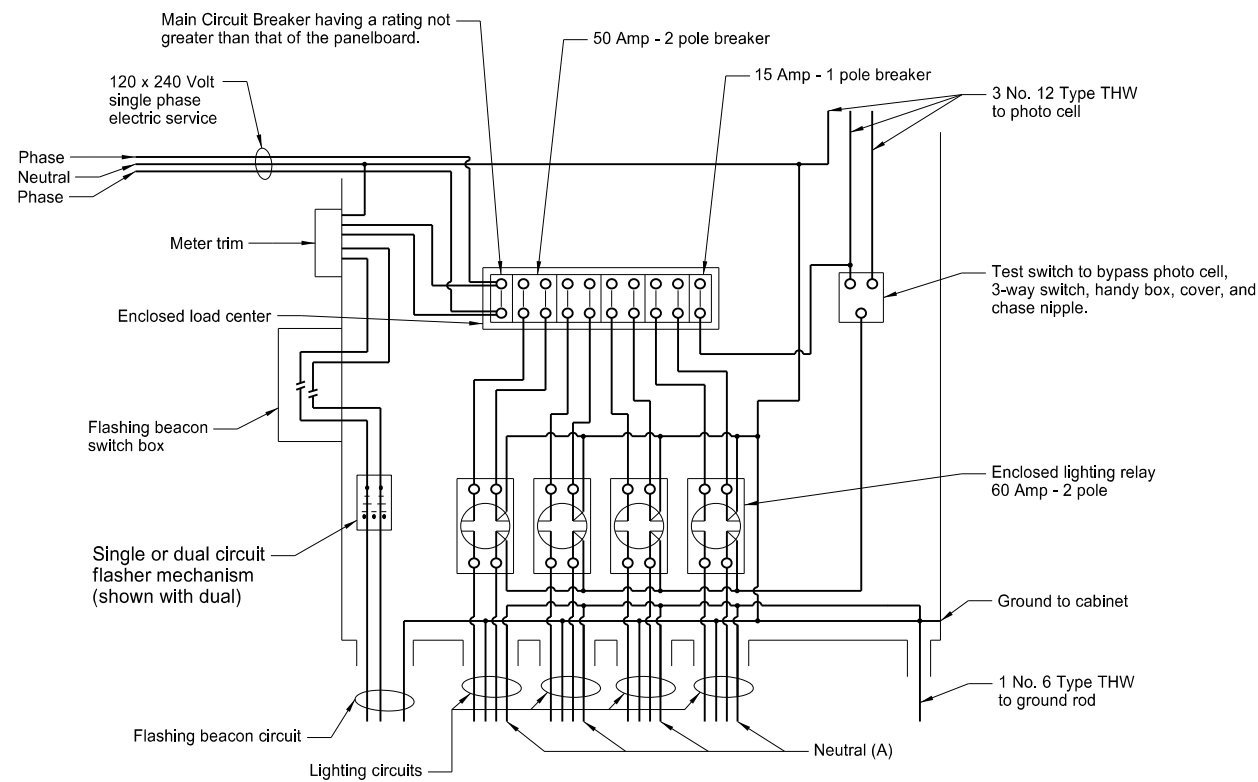 Main Circuit Breaker having a rating not
greater than that of the panelboard.
50 Amp - 2 pole breaker
15 Amp - 1 pole breaker
120 x 240 Volt
single phase
electric service
3 No. 12 Type THW
to photo cell
Phase
Neutral
Phase
Meter trim
Test switch to bypass photo cell,
3-way switch, handy box, cover, and
chase nipple.
Enclosed load center
Flashing beacon
switch box
Enclosed lighting relay
60 Amp - 2 pole
Single or dual circuit
flasher mechanism
(shown with dual)
Ground to cabinet
1 No. 6 Type THW
to ground rod
Flashing beacon circuit
Neutral (A)
Lighting circuits